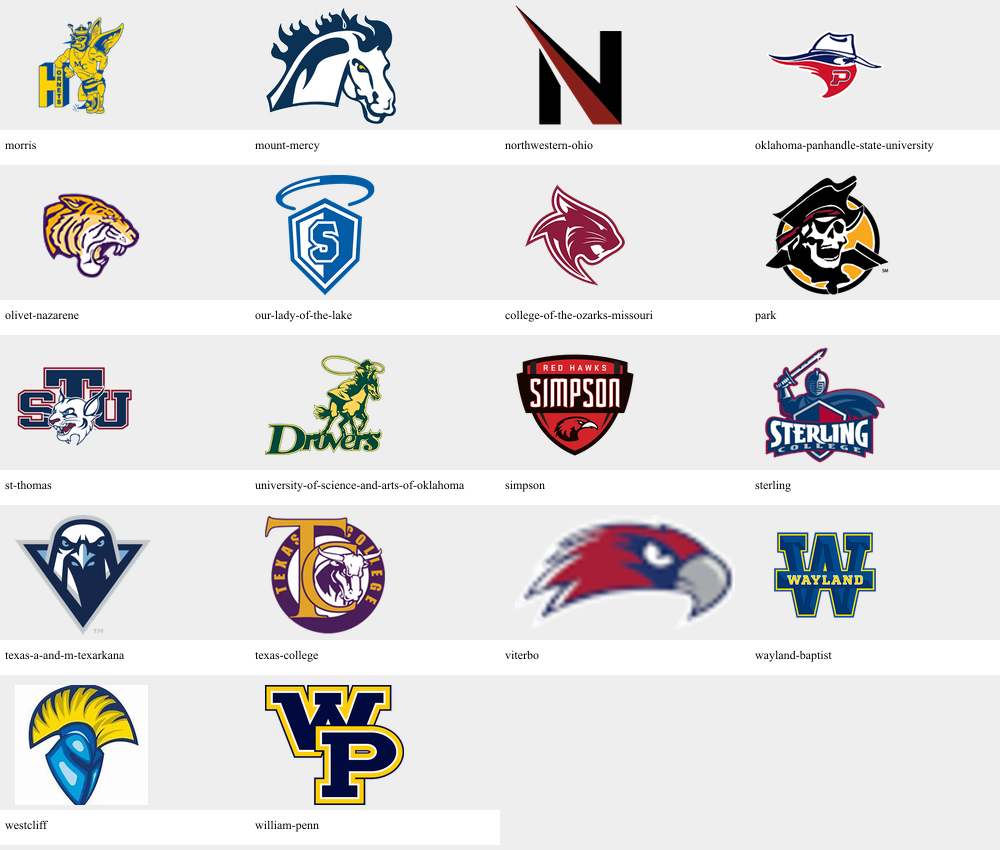 H
ORNETS
MC
N
P
morris
mount-mercy
northwestern-ohio
oklahoma-panhandle-state-university
S
SM
olivet-nazarene
our-lady-of-the-lake
college-of-the-ozarks-missouri
park
STU
Drovers
RED HAWKS
SIMPSON
STERLING
COLLEGE
st-thomas
university-of-science-and-arts-of-oklahoma
simpson
sterling
TM
TC
TEXAS COLLEGE
W
WAYLAND
texas-a-and-m-texarkana
texas-college
viterbo
wayland-baptist
WP
westcliff
william-penn